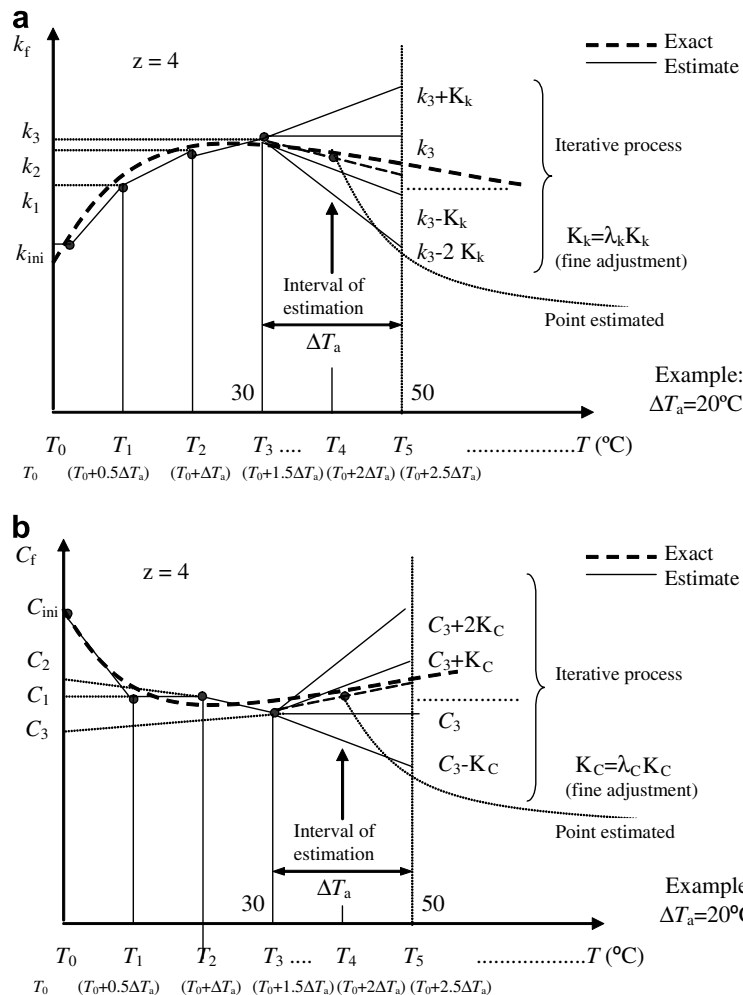 a
k_f
z = 4
Exact
Estimate
k_3+K_k
k_3
k_3
Iterative process
k_2
k_1
k_3-K_k
K_k=λ_kK_k
k_ini
k_3-2 K_k
(fine adjustment)
Interval of
estimation
Point estimated
ΔT_a
30
50
Example:
ΔT_a=20ºC
T_0 T_1 T_2 T_3 .... T_4 T_5 ......................T (ºC)
T_0 (T_0+0.5ΔT_a) (T_0+ΔT_a) (T_0+1.5ΔT_a) (T_0+2ΔT_a) (T_0+2.5ΔT_a)
b
C_f
z = 4
Exact
Estimate
C_ini
C_3+2K_C
C_2
C_3+K_C
Iterative process
C_1
C_3
C_3
C_3-K_C
K_C=λ_CK_C
(fine adjustment)
Interval of
estimation
Point estimated
ΔT_a
30
50
Example
ΔT_a=20ºC
T_0 T_1 T_2 T_3 .... T_4 T_5 ......................T (ºC)
T_0 (T_0+0.5ΔT_a) (T_0+ΔT_a) (T_0+1.5ΔT_a) (T_0+2ΔT_a) (T_0+2.5ΔT_a)